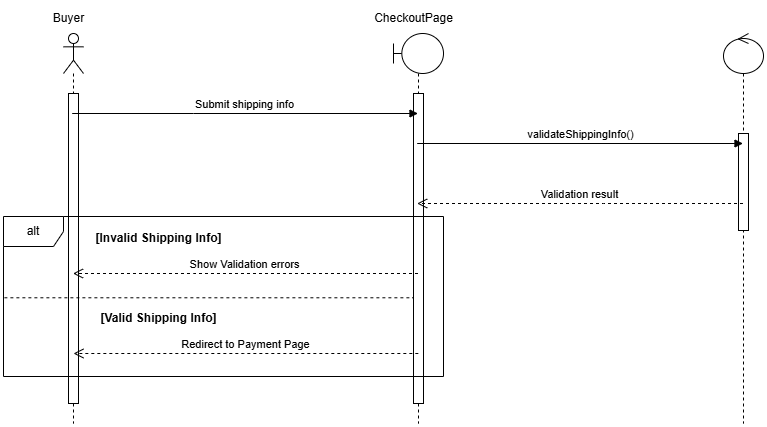 Buyer
CheckoutPage
Submit shipping info
validateShippingInfo()
Validation result
alt
[Invalid Shipping Info]
Show Validation errors
[Valid Shipping Info]
Redirect to Payment Page